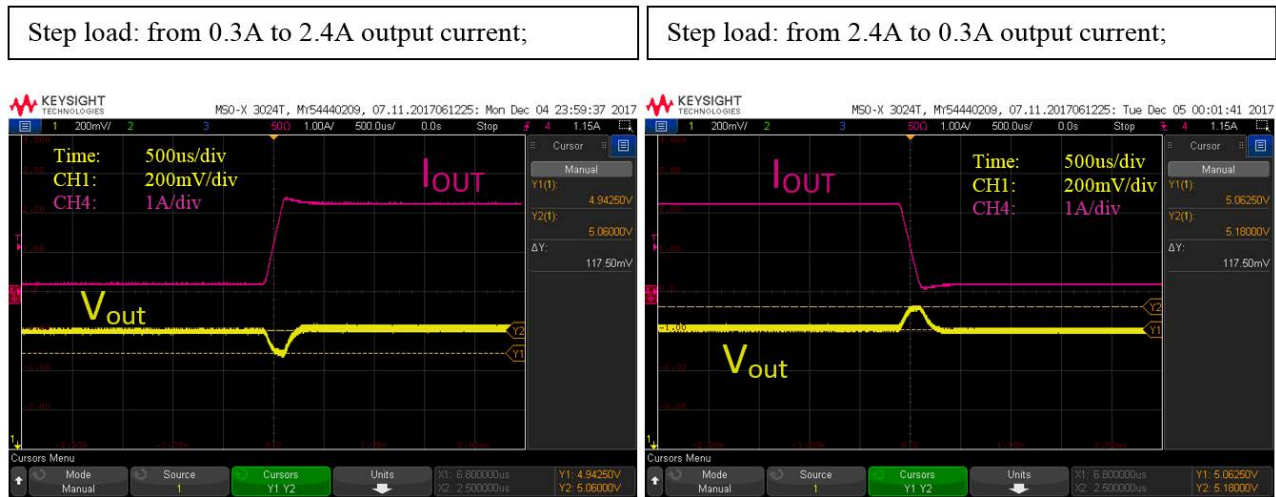 Step load: from 0.3A to 2.4A output current;
Step load: from 2.4A to 0.3A output current;
KEYSIGHT
TECHNOLOGIES
MSO-X 3024T, MY54440209, 07.11.2017061225: Mon Dec 04 23:59:37 2017
1 200mV/ 2 3 50Ω 1.00A/ 500.0us/ 0.0s Stop 4 1.15A
Time: 500us/div
CH1: 200mV/div
CH4: 1A/div
IOUT
Vout
Cursor
Manual
Y1(1):
4.94250V
Y2(1):
5.06000V
ΔY:
117.50mV
Y2
Y1
Cursors Menu
Mode
Manual
Source
1
Cursors
Y1 Y2
Units
X1: 6.800000us
X2: 2.500000us
Y1: 4.94250V
Y2: 5.06000V
KEYSIGHT
TECHNOLOGIES
MSO-X 3024T, MY54440209, 07.11.2017061225: Tue Dec 05 00:01:41 2017
1 200mV/ 2 3 50Ω 1.00A/ 500.0us/ 0.0s Stop 4 1.15A
IOUT
Time: 500us/div
CH1: 200mV/div
CH4: 1A/div
Vout
Cursor
Manual
Y1(1):
5.06250V
Y2(1):
5.18000V
ΔY:
117.50mV
Y2
Y1
Cursors Menu
Mode
Manual
Source
1
Cursors
Y1 Y2
Units
X1: 6.800000us
X2: 2.500000us
Y1: 5.06250V
Y2: 5.18000V